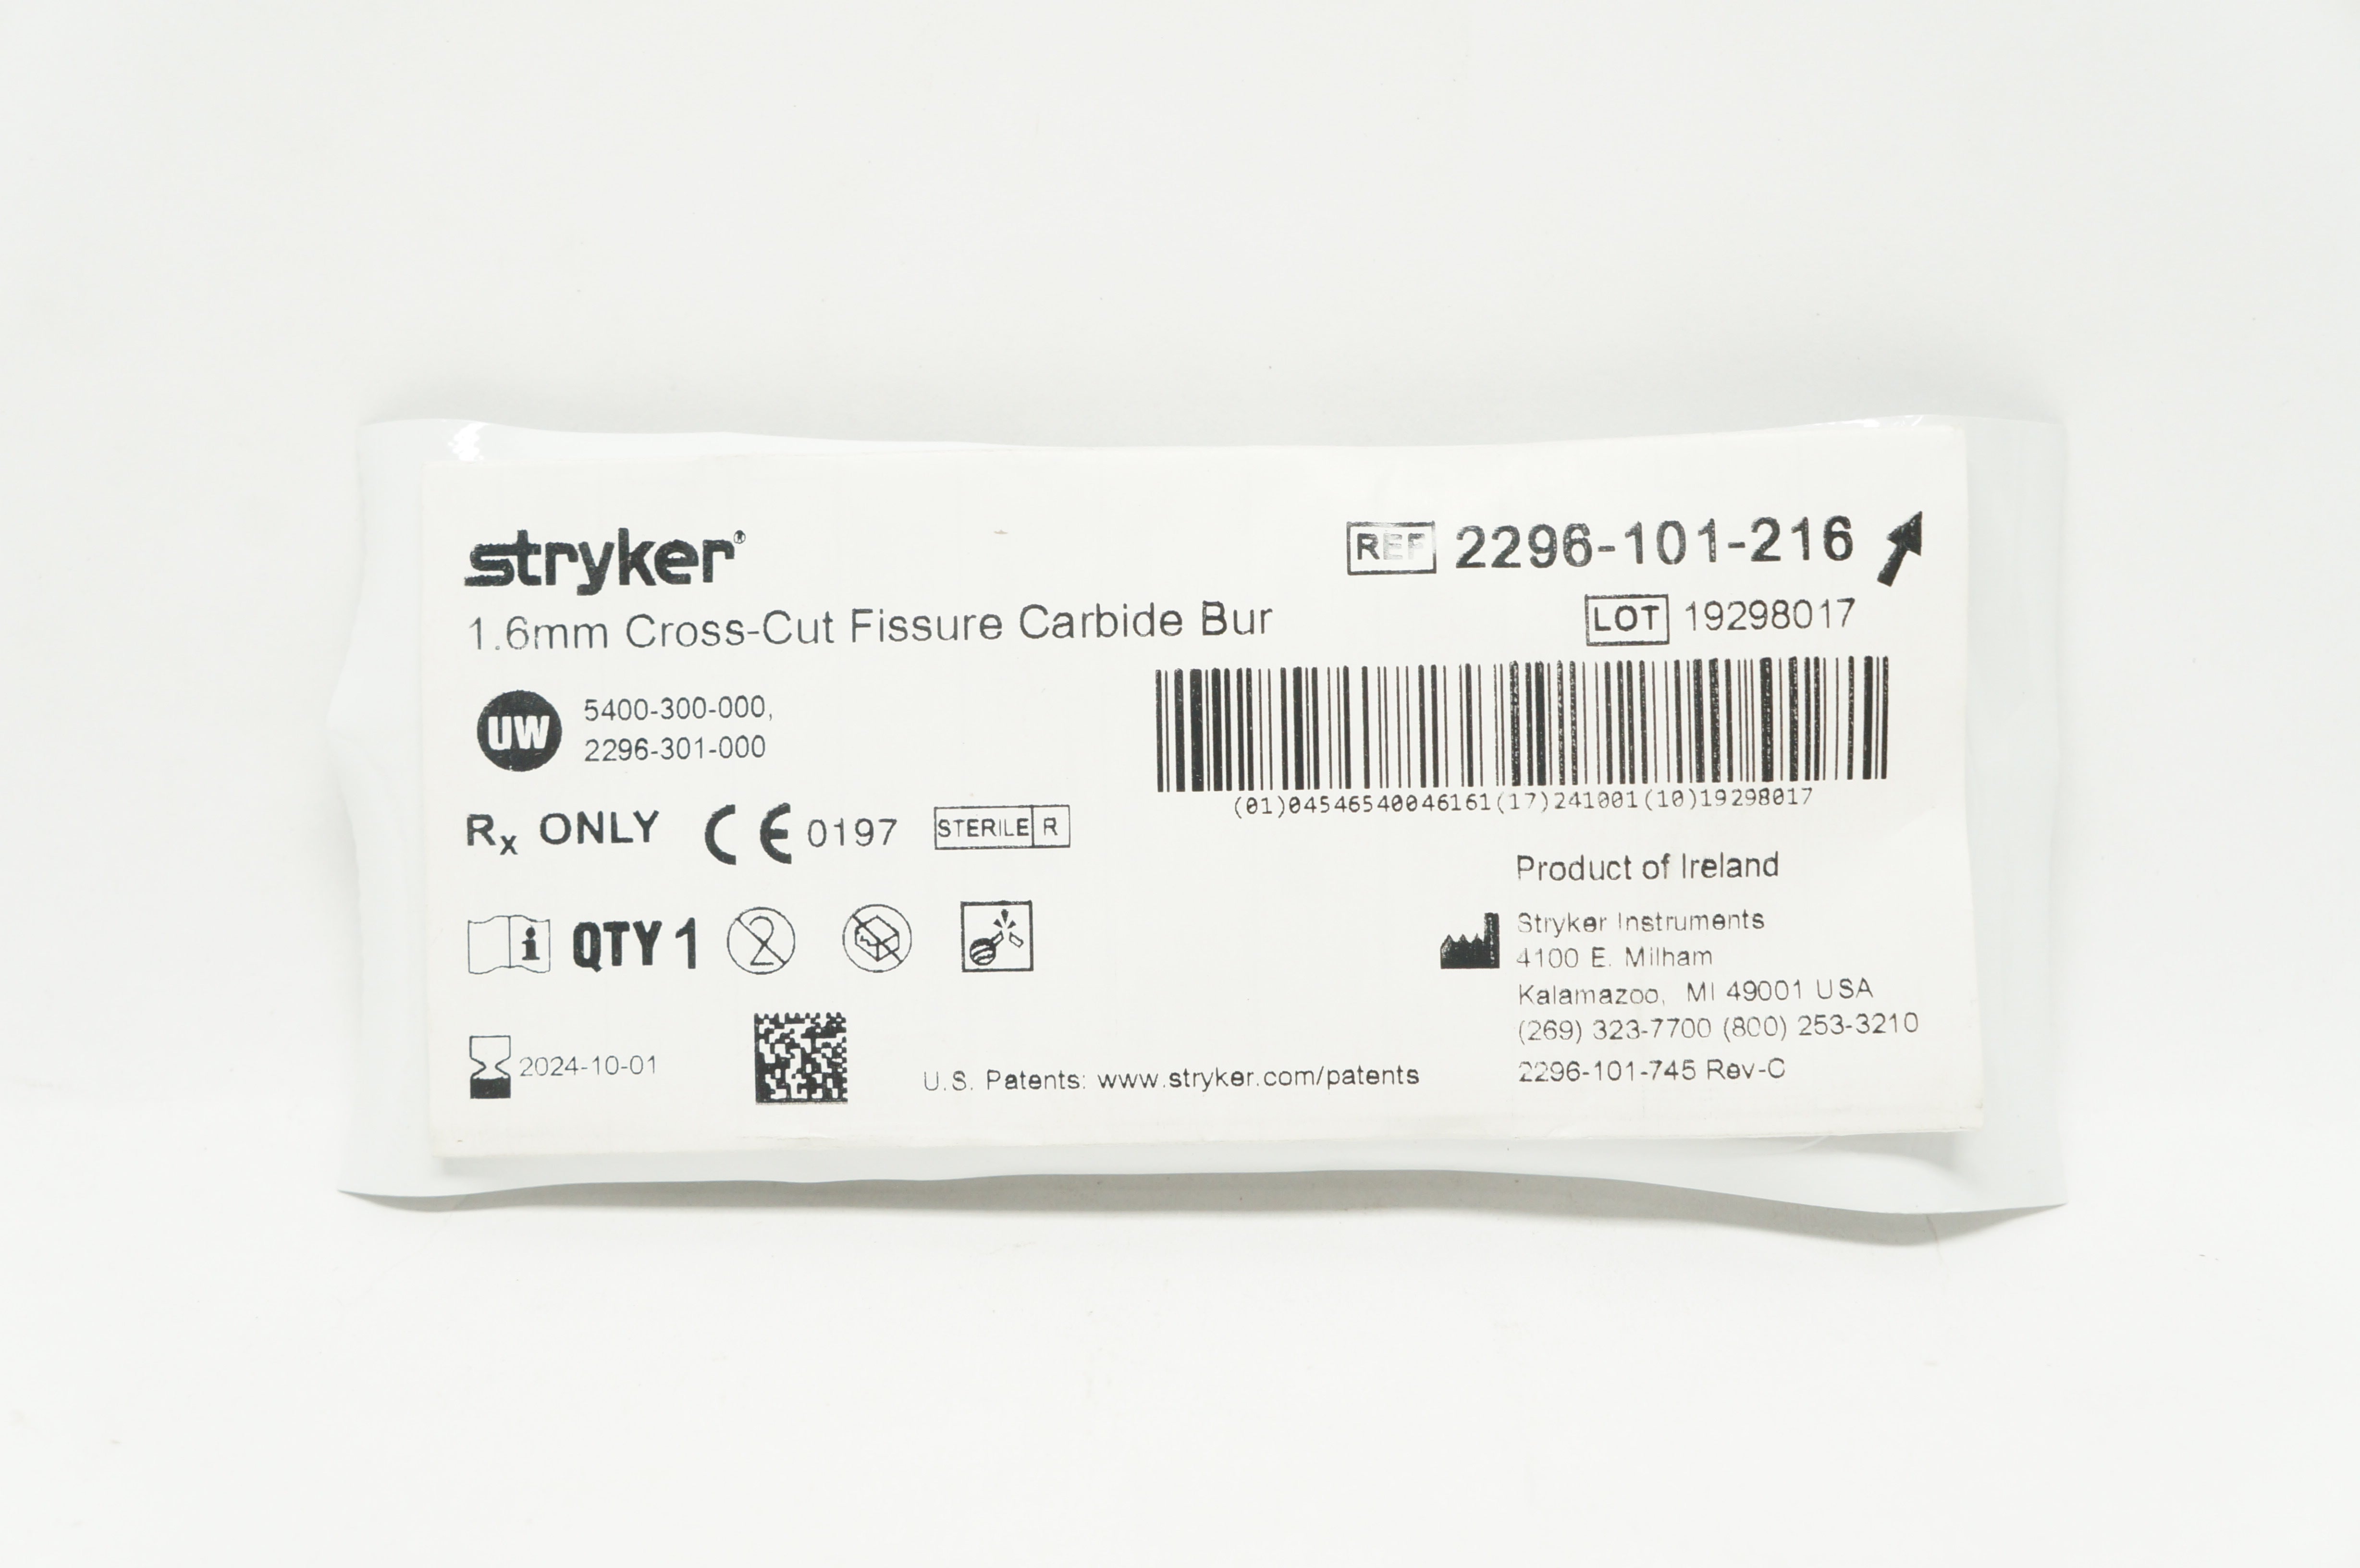 stryker®
1.6mm Cross-Cut Fissure Carbide Bur
REF 2296-101-216
LOT 19298017
UW 5400-300-000,
2296-301-000
(01)04546540046161(17)241001(10)19298017
Rx ONLY CE 0197 STERILE R
i QTY 1 2
2024-10-01
Product of Ireland
Stryker Instruments
4100 E. Milham
Kalamazoo, MI 49001 USA
(269) 323-7700 (800) 253-3210
2296-101-745 Rev-C
U.S. Patents: www.stryker.com/patents